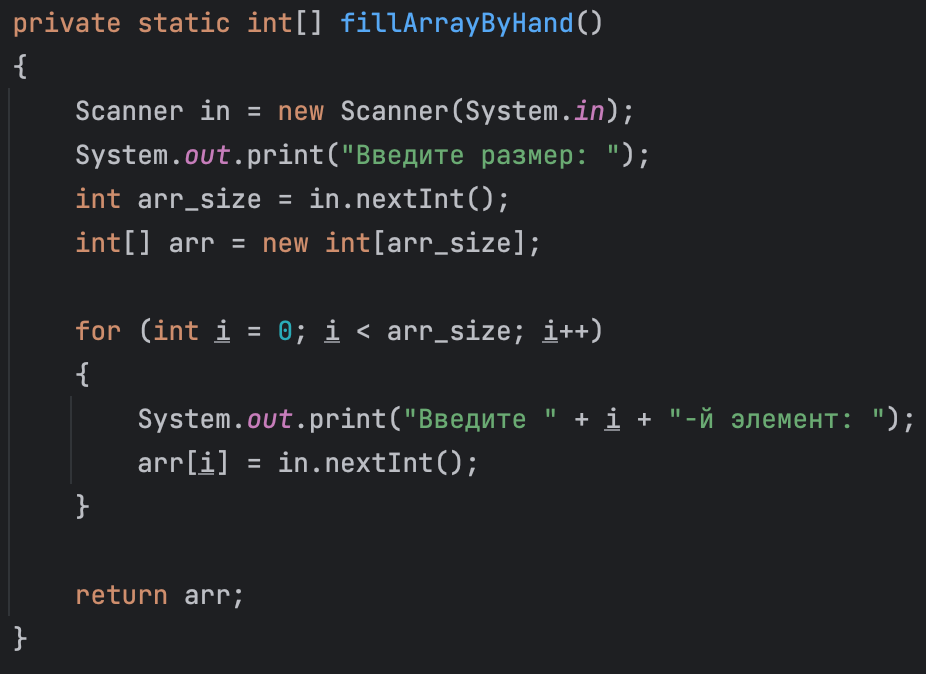 private static int[] fillArrayByHand()
{
    Scanner in = new Scanner(System.in);
    System.out.print("Введите размер: ");
    int arr_size = in.nextInt();
    int[] arr = new int[arr_size];

    for (int i = 0; i < arr_size; i++)
    {
        System.out.print("Введите " + i + "-й элемент: ");
        arr[i] = in.nextInt();
    }

    return arr;
}